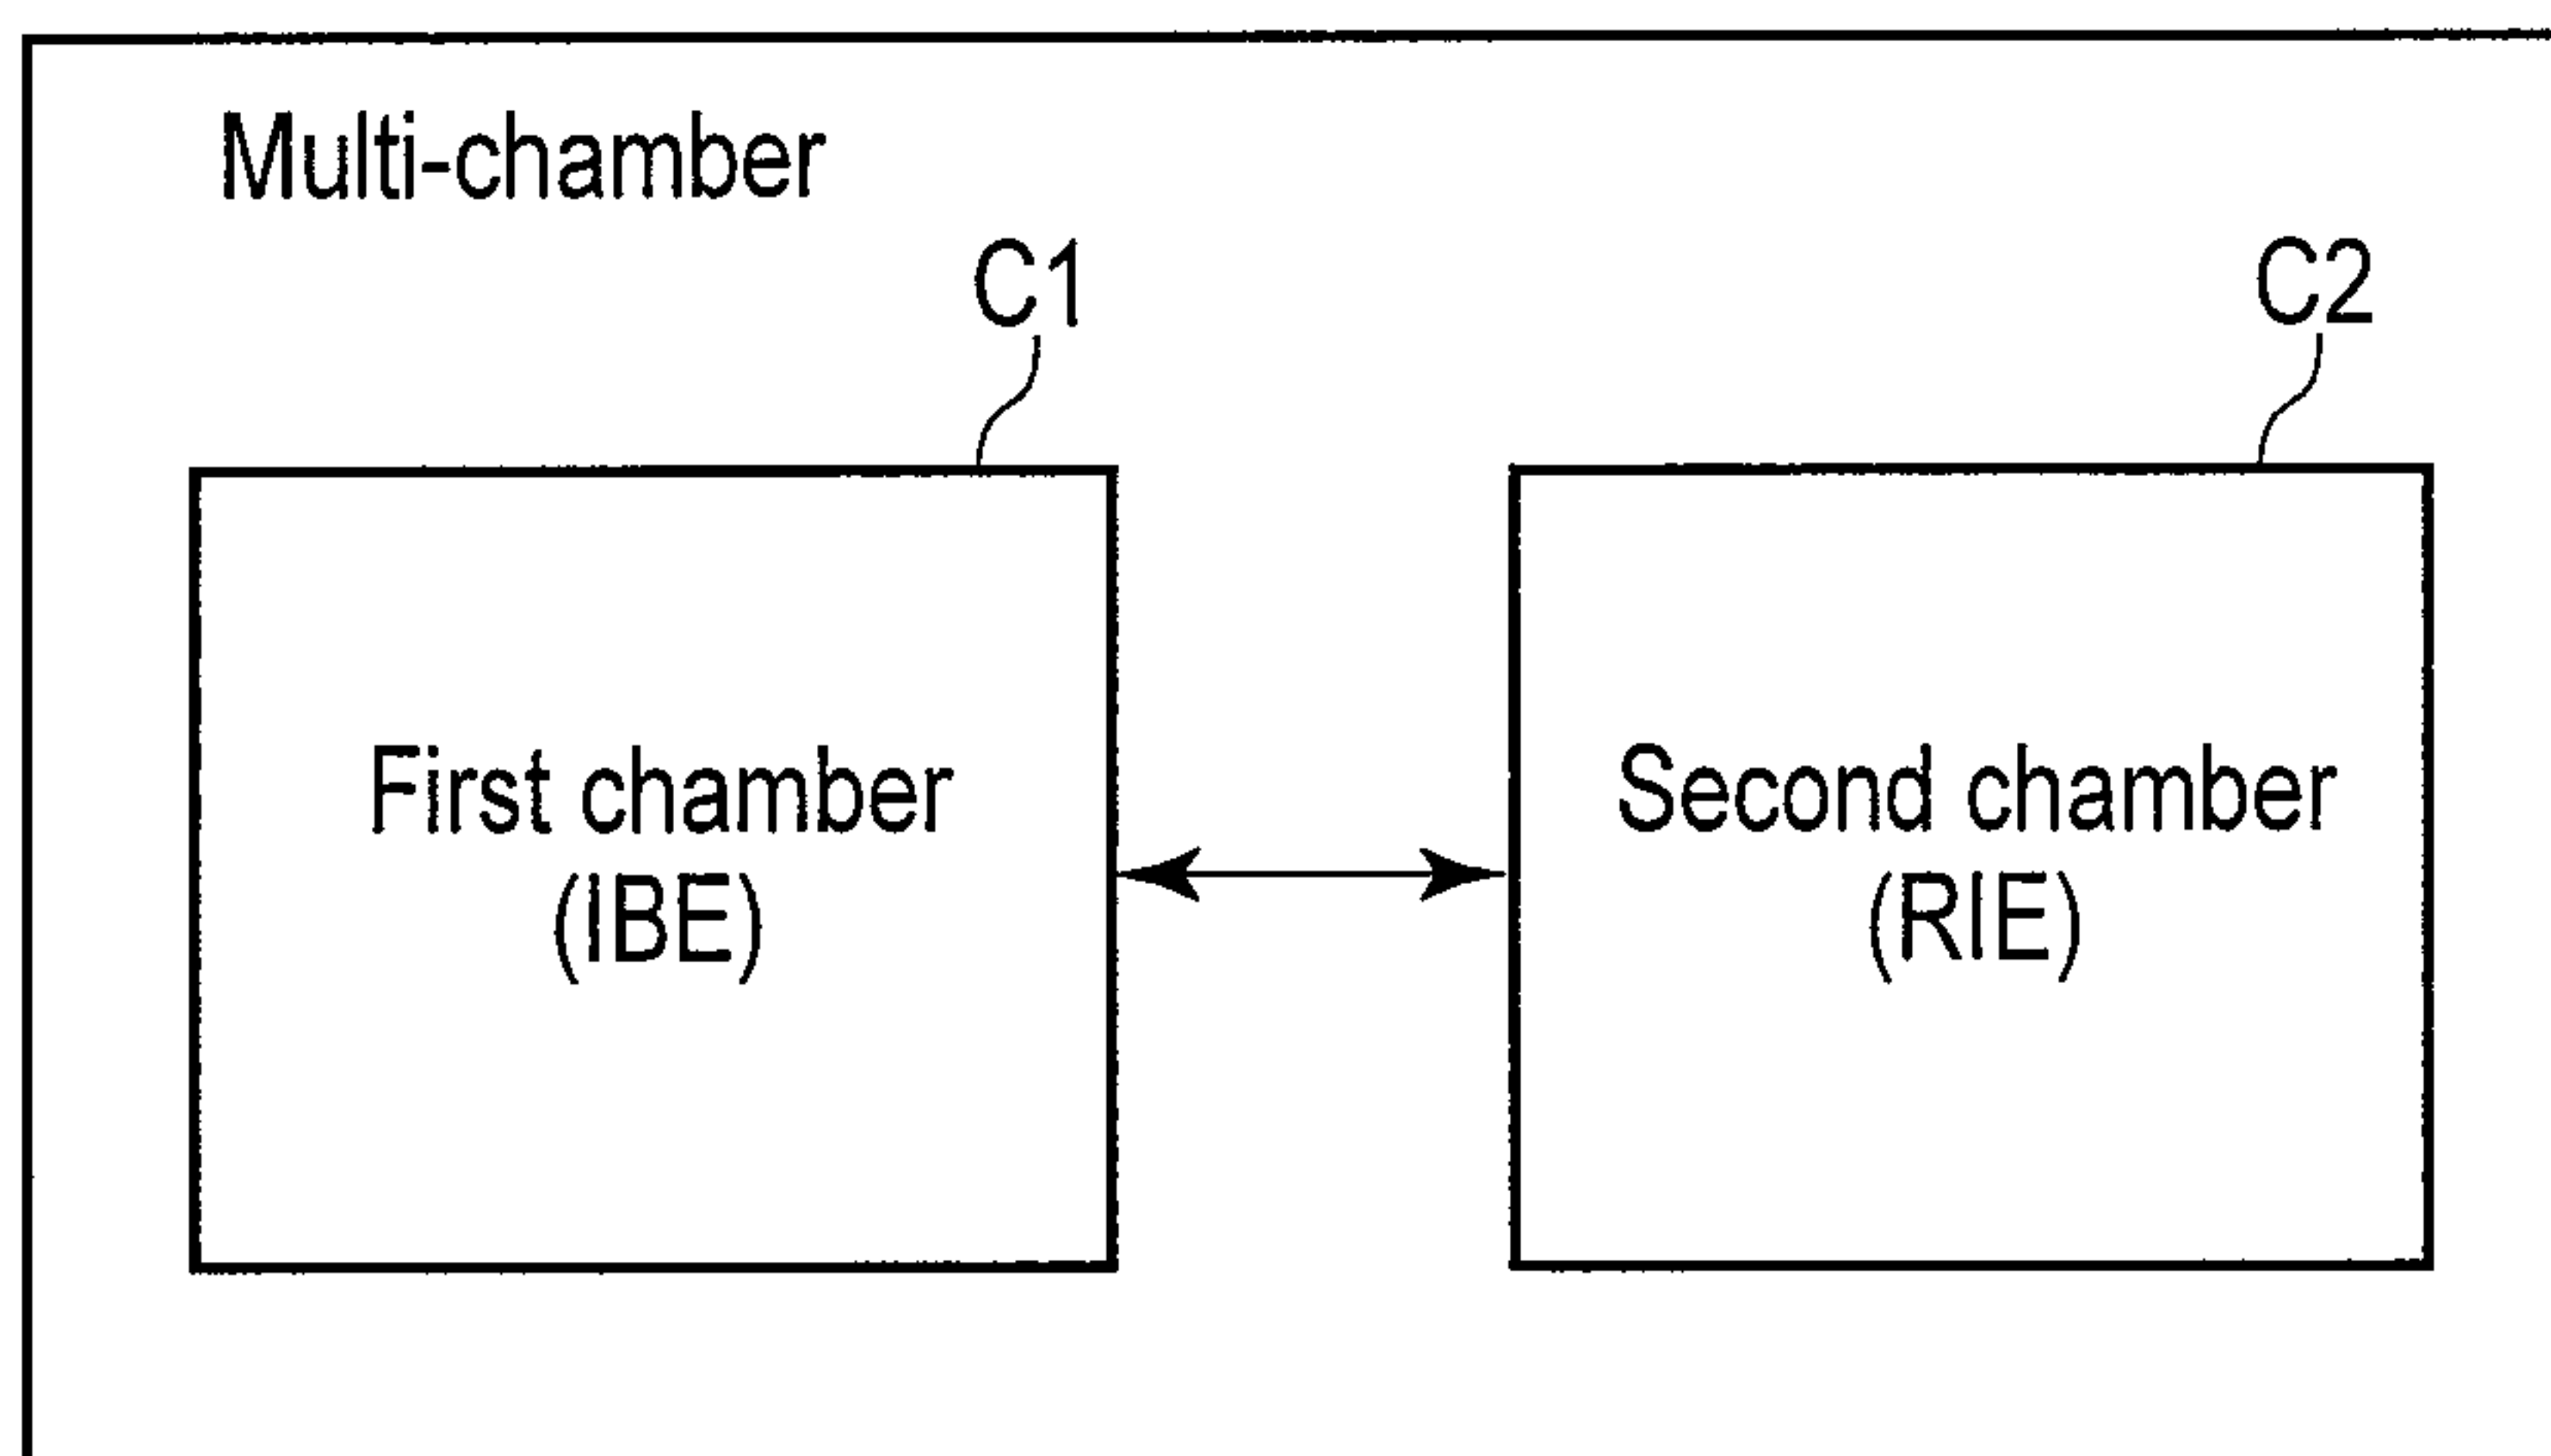 Multi-chamber
C1
C2
First chamber
(IBE)
Second chamber
(RIE)